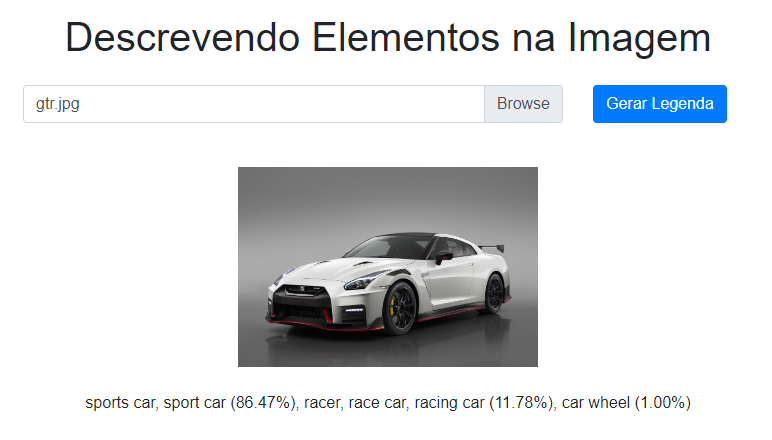 Descrevendo Elementos na Imagem
gtr.jpg Browse Gerar Legenda
sports car, sport car (86.47%), racer, race car, racing car (11.78%), car wheel (1.00%)